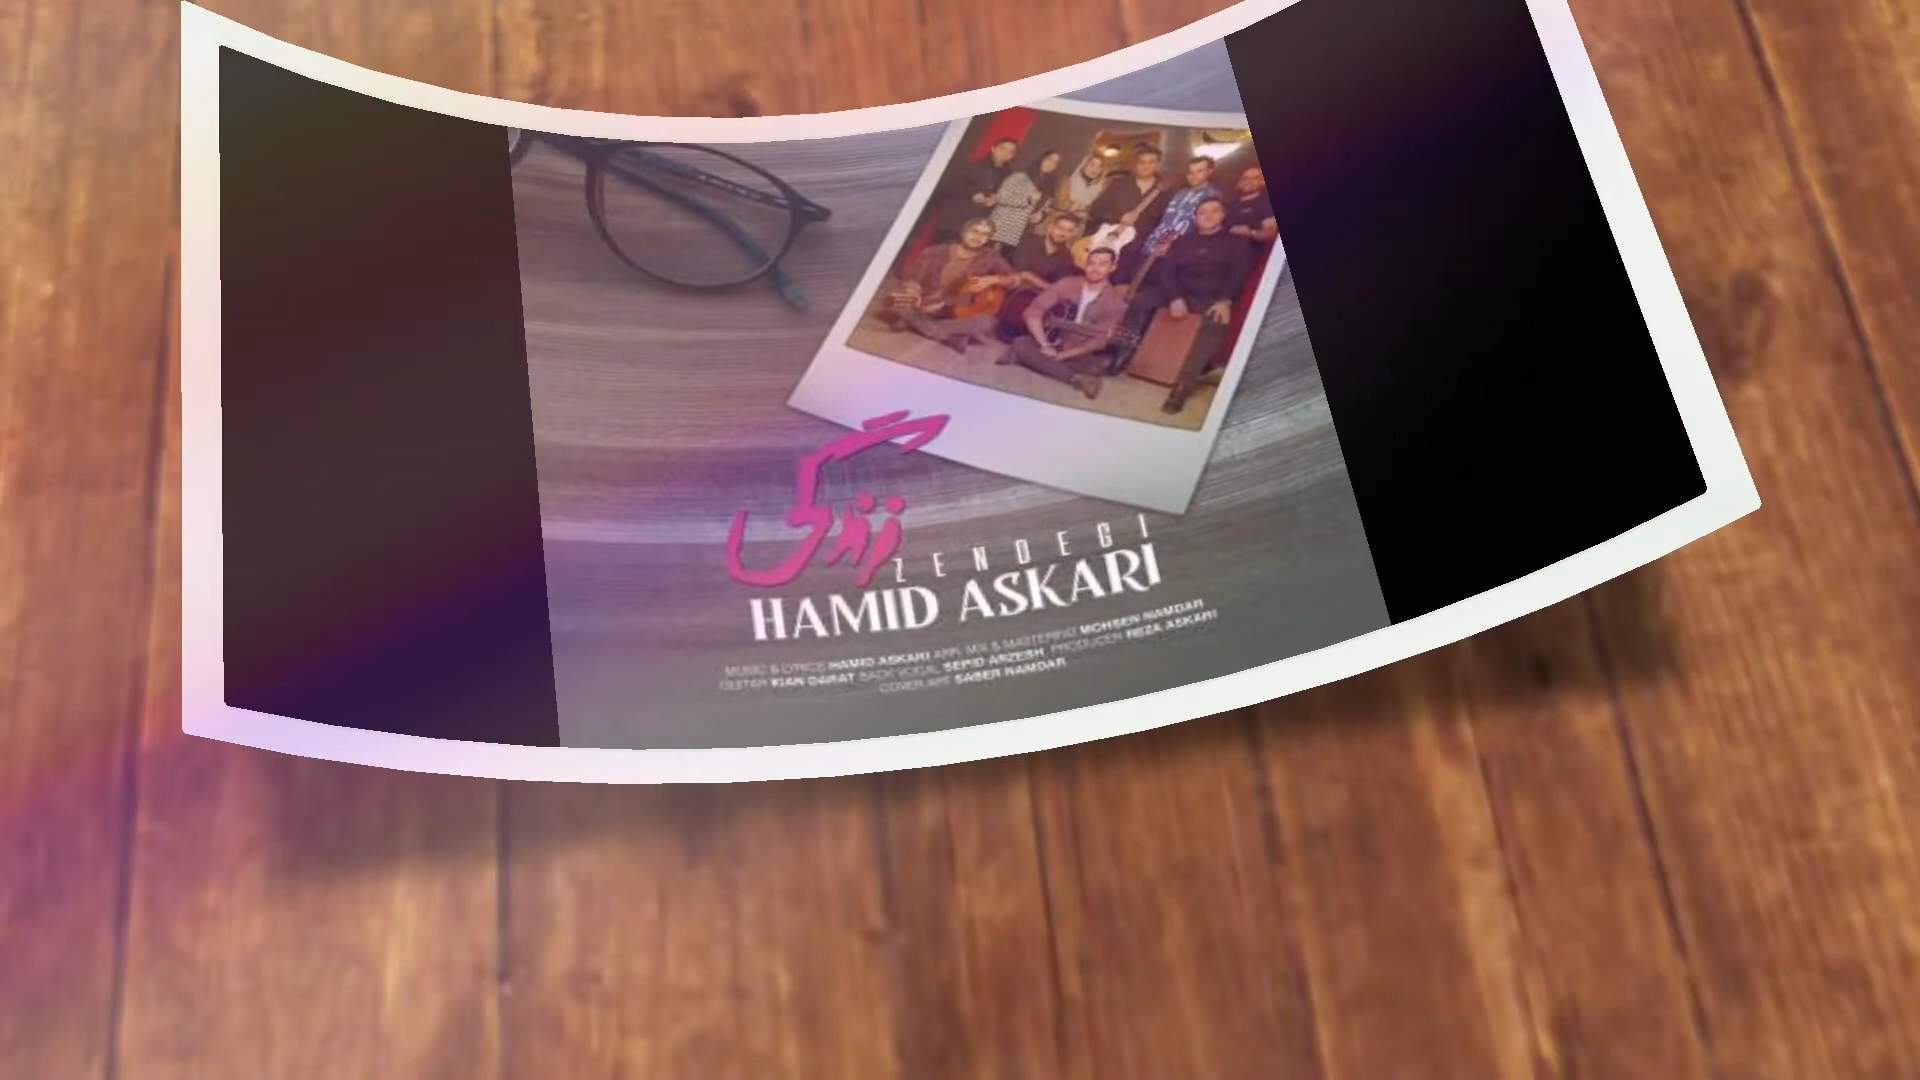 زندگی
ZENDEGI
HAMID ASKARI
MUSIC & LYRICS HAMID ASKARI ARR, MIX & MASTERING MOHSEN NAMDAR
GUITAR KIAN DARAT BACK VOCAL SEPID ARZESH PRODUCER REZA ASKARI
COVER ART SABER NAMDAR